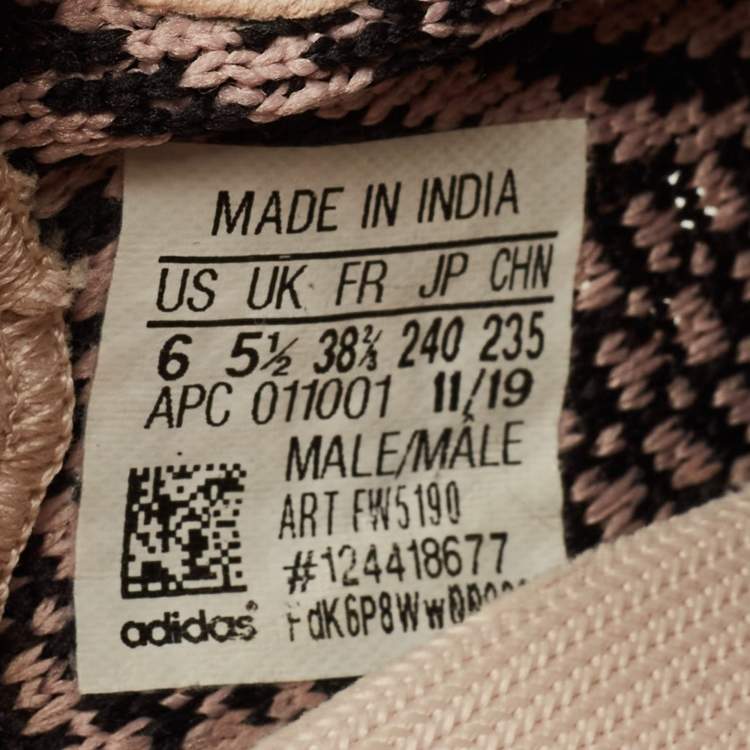 MADE IN INDIA
US UK FR JP CHN
6 5½ 38⅔ 240 235
APC 011001 11/19
MALE/MÂLE
ART FW5190
#124418677
adidas